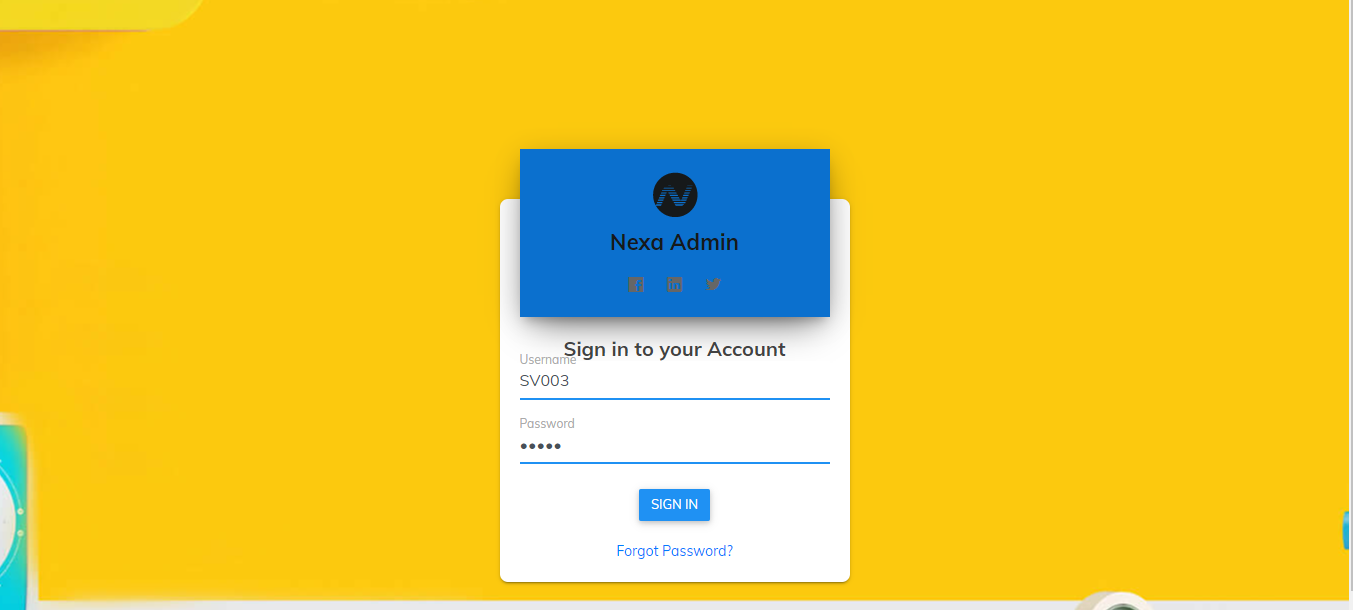 Nexa Admin
Sign in to your Account
Username
SV003
Password
•••••
SIGN IN
Forgot Password?